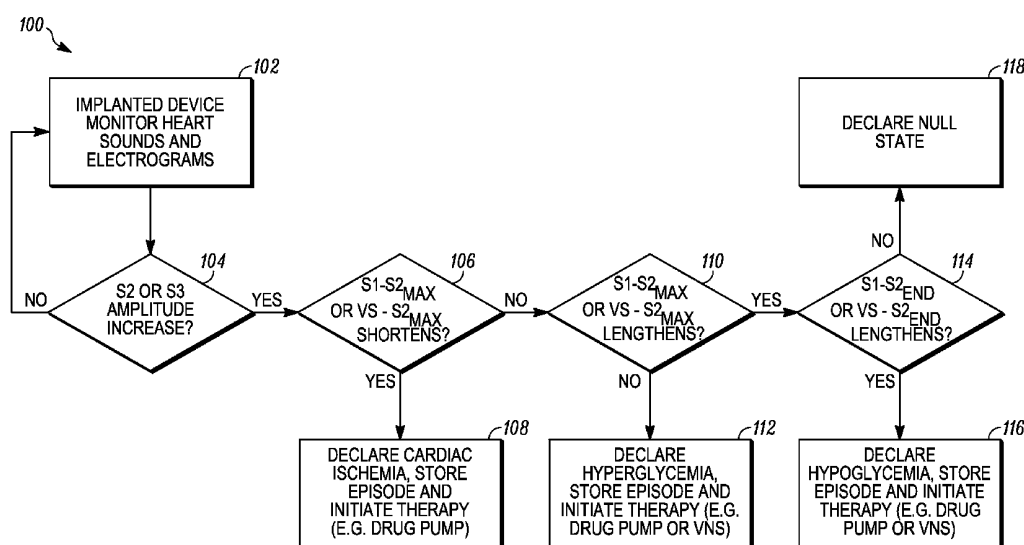 100
102
IMPLANTED DEVICE
MONITOR HEART
SOUNDS AND
ELECTROGRAMS
118
DECLARE NULL
STATE
104
S2 OR S3
AMPLITUDE
INCREASE?
NO
YES
106
S1-S2MAX
OR VS - S2MAX
SHORTENS?
NO
YES
110
S1-S2MAX
OR VS - S2MAX
LENGTHENS?
YES
NO
114
S1-S2END
OR VS - S2END
LENGTHENS?
NO
YES
108
DECLARE CARDIAC
ISCHEMIA, STORE
EPISODE AND
INITIATE THERAPY
(E.G. DRUG PUMP)
112
DECLARE
HYPERGLYCEMIA,
STORE EPISODE AND
INITIATE THERAPY (E.G.
DRUG PUMP OR VNS)
116
DECLARE
HYPOGLYCEMIA, STORE
EPISODE AND INITIATE
THERAPY (E.G. DRUG
PUMP OR VNS)